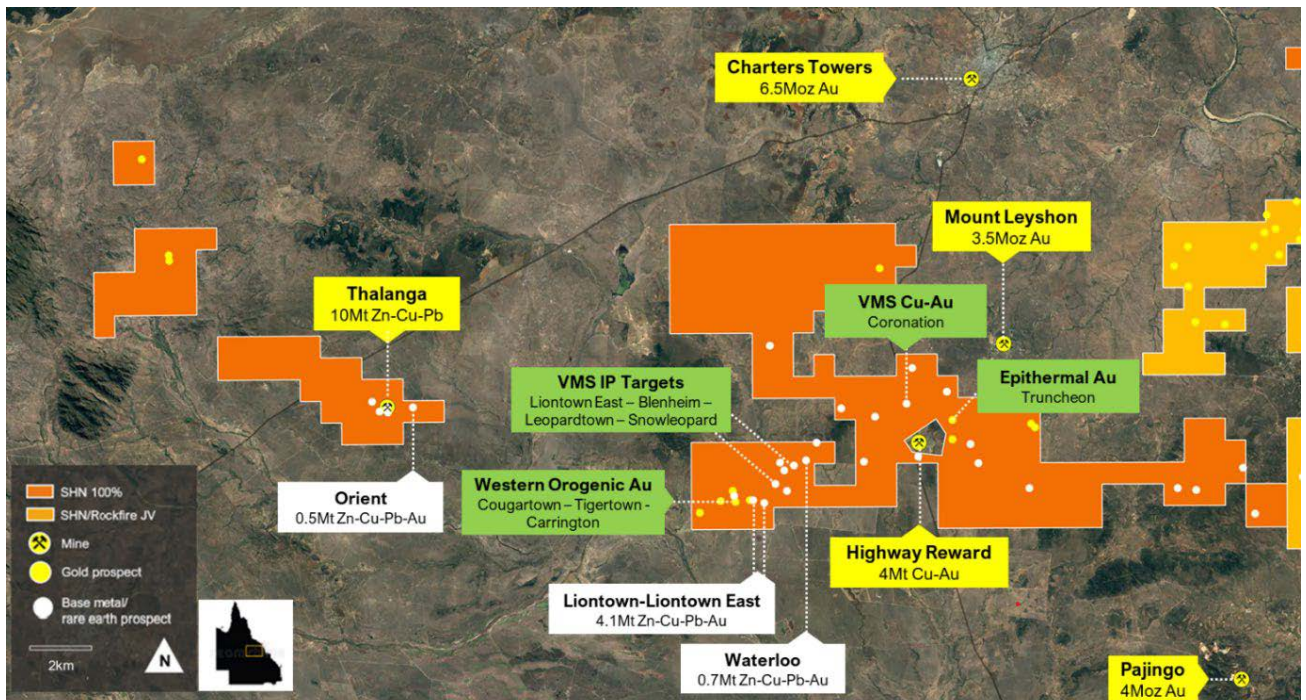 Charters Towers
6.5Moz Au
Mount Leyshon
3.5Moz Au
Thalanga
10Mt Zn-Cu-Pb
VMS Cu-Au
Coronation
VMS IP Targets
Liontown East – Blenheim –
Leopardtown – Snowleopard
Epithermal Au
Truncheon
Western Orogenic Au
Cougartown – Tigertown -
Carrington
Orient
0.5Mt Zn-Cu-Pb-Au
Highway Reward
4Mt Cu-Au
Liontown-Liontown East
4.1Mt Zn-Cu-Pb-Au
Waterloo
0.7Mt Zn-Cu-Pb-Au
Pajingo
4Moz Au
SHN 100%
SHN/Rockfire JV
Mine
Gold prospect
Base metal/
rare earth prospect
2km
N